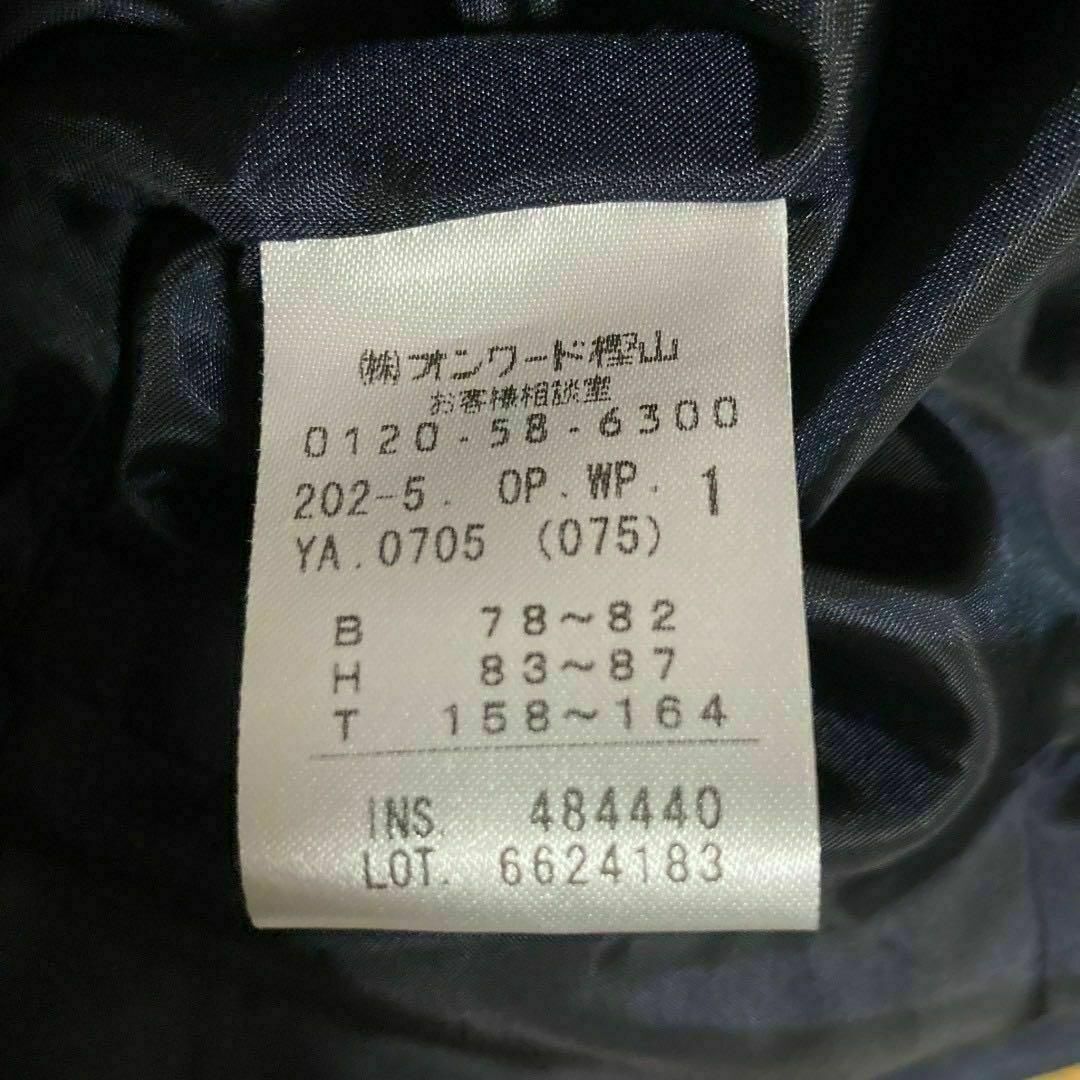 ㈱オンワード樫山
お客様相談室
0120-58-6300
202-5. OP.WP. 1
YA.0705 (075)
B 78~82
H 83~87
T 158~164
INS. 484440
LOT. 6624183